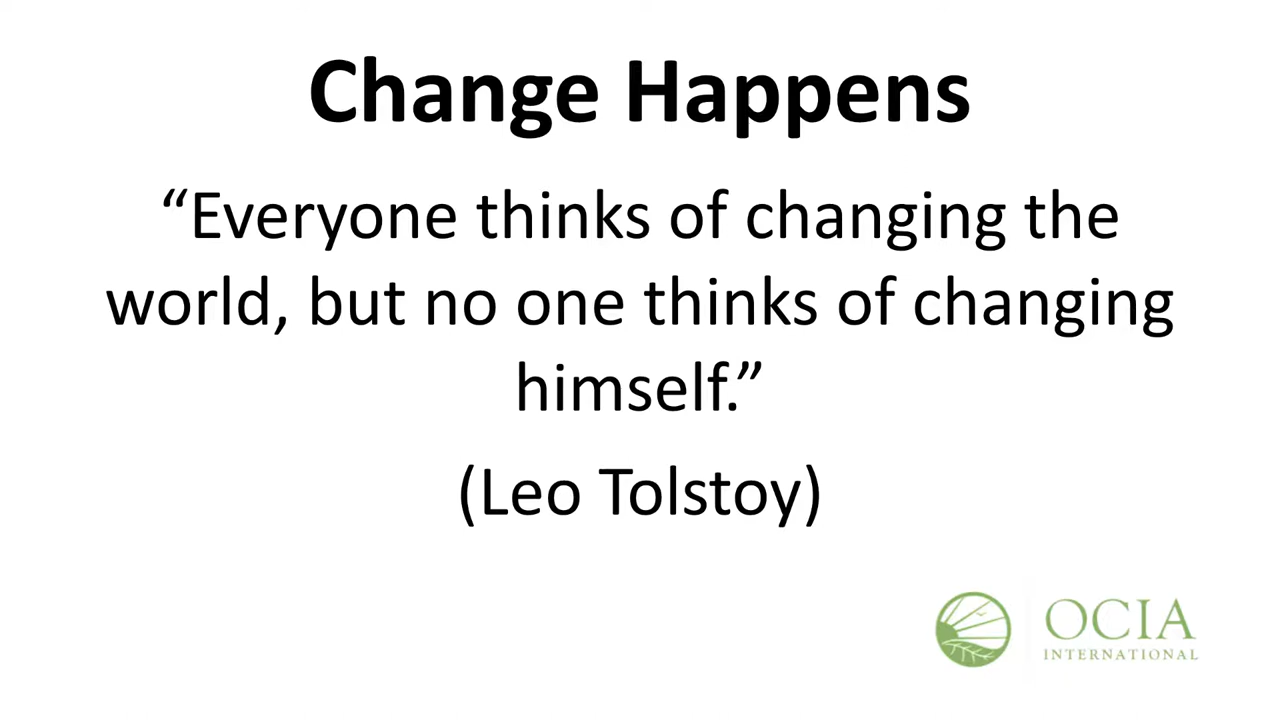 Change Happens
“Everyone thinks of changing the
world, but no one thinks of changing
himself.”
(Leo Tolstoy)
OCIA
INTERNATIONAL